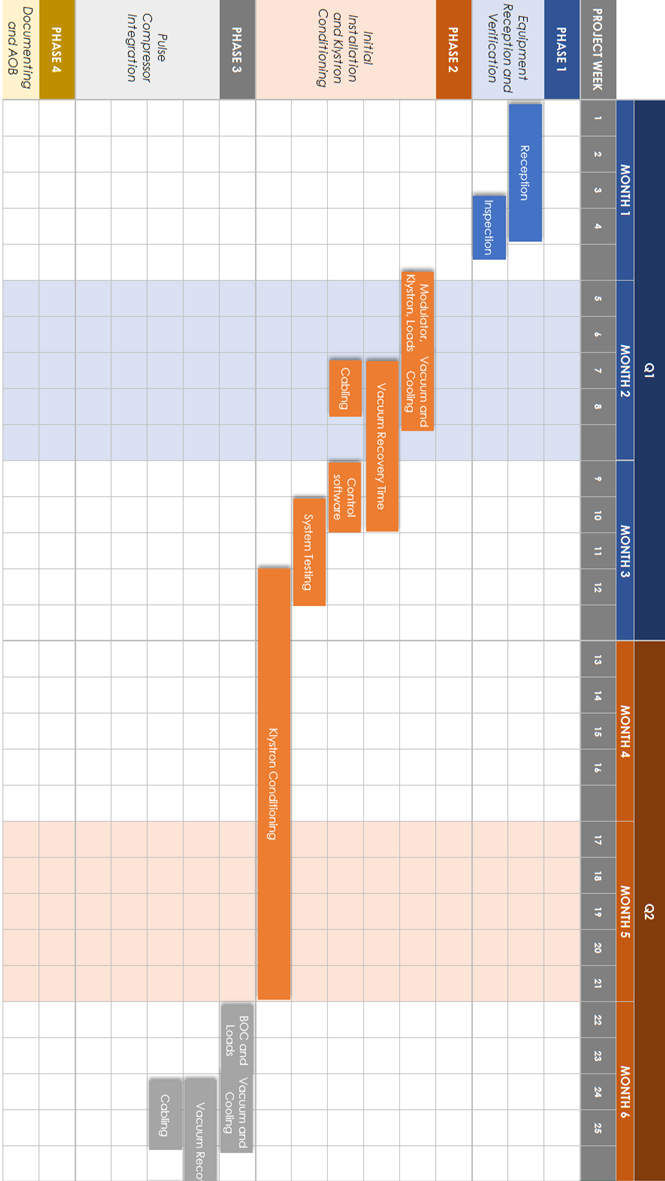 Q1
Q2
MONTH 1
MONTH 2
MONTH 3
MONTH 4
MONTH 5
MONTH 6
PROJECT WEEK
1
2
3
4
5
6
7
8
9
10
11
12
13
14
15
16
17
18
19
20
21
22
23
24
25
PHASE 1
Equipment
Reception and
Verification
Reception
Inspection
PHASE 2
Initial
Installation
and Klystron
Conditioning
Modulator,
Klystron, Loads
Vacuum and
Cooling
Vacuum Recovery Time
Cabling
Control
software
System Testing
Klystron Conditioning
PHASE 3
Pulse
Compressor
Integration
BOC and
Loads
Vacuum and
Cooling
Vacuum Reco
Cabling
PHASE 4
Documenting
and AOB